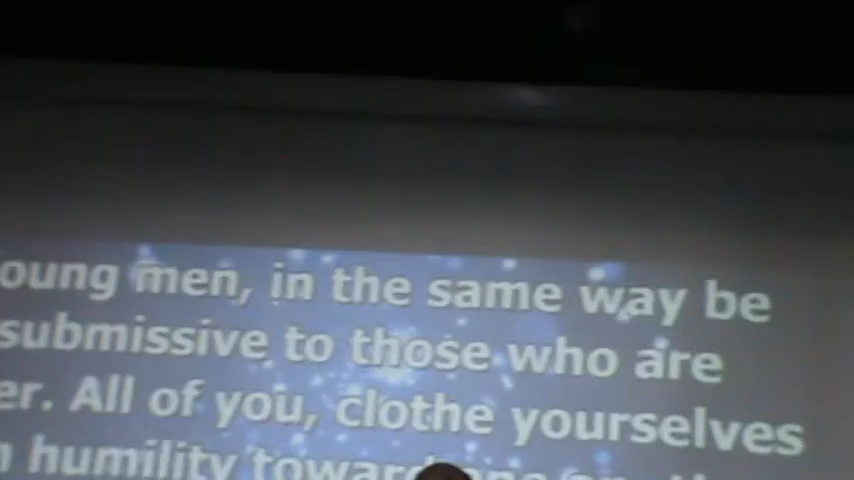 oung men, in the same way be
submissive to those who are
er. All of you, clothe yourselves
humility toward